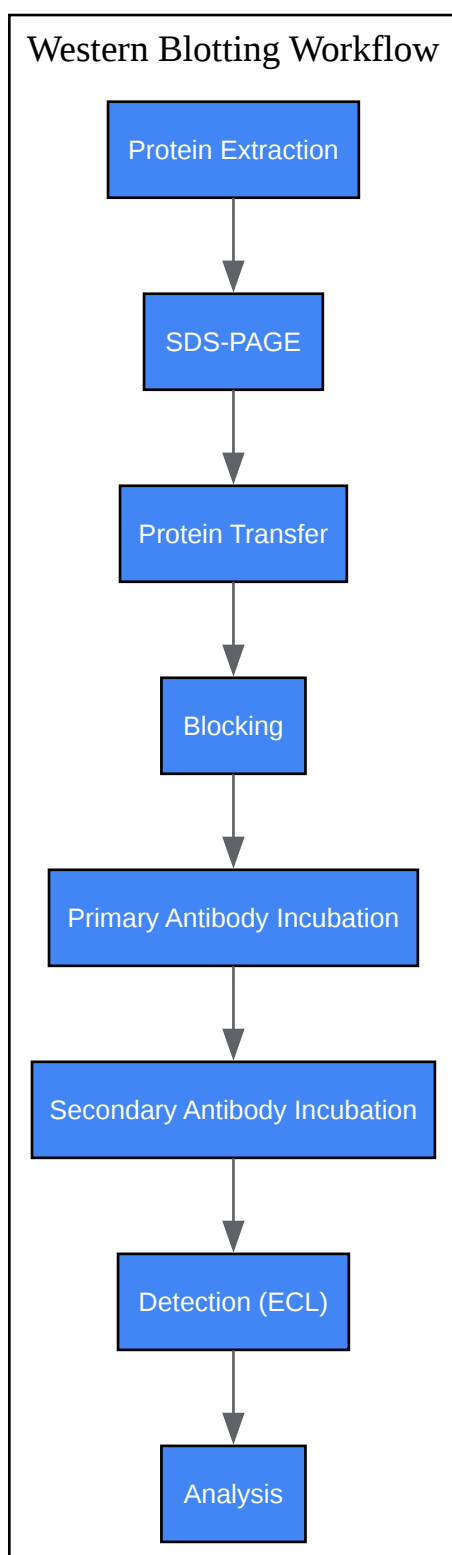 Western Blotting Workflow
Protein Extraction
SDS-PAGE
Protein Transfer
Blocking
Primary Antibody Incubation
Secondary Antibody Incubation
Detection (ECL)
Analysis